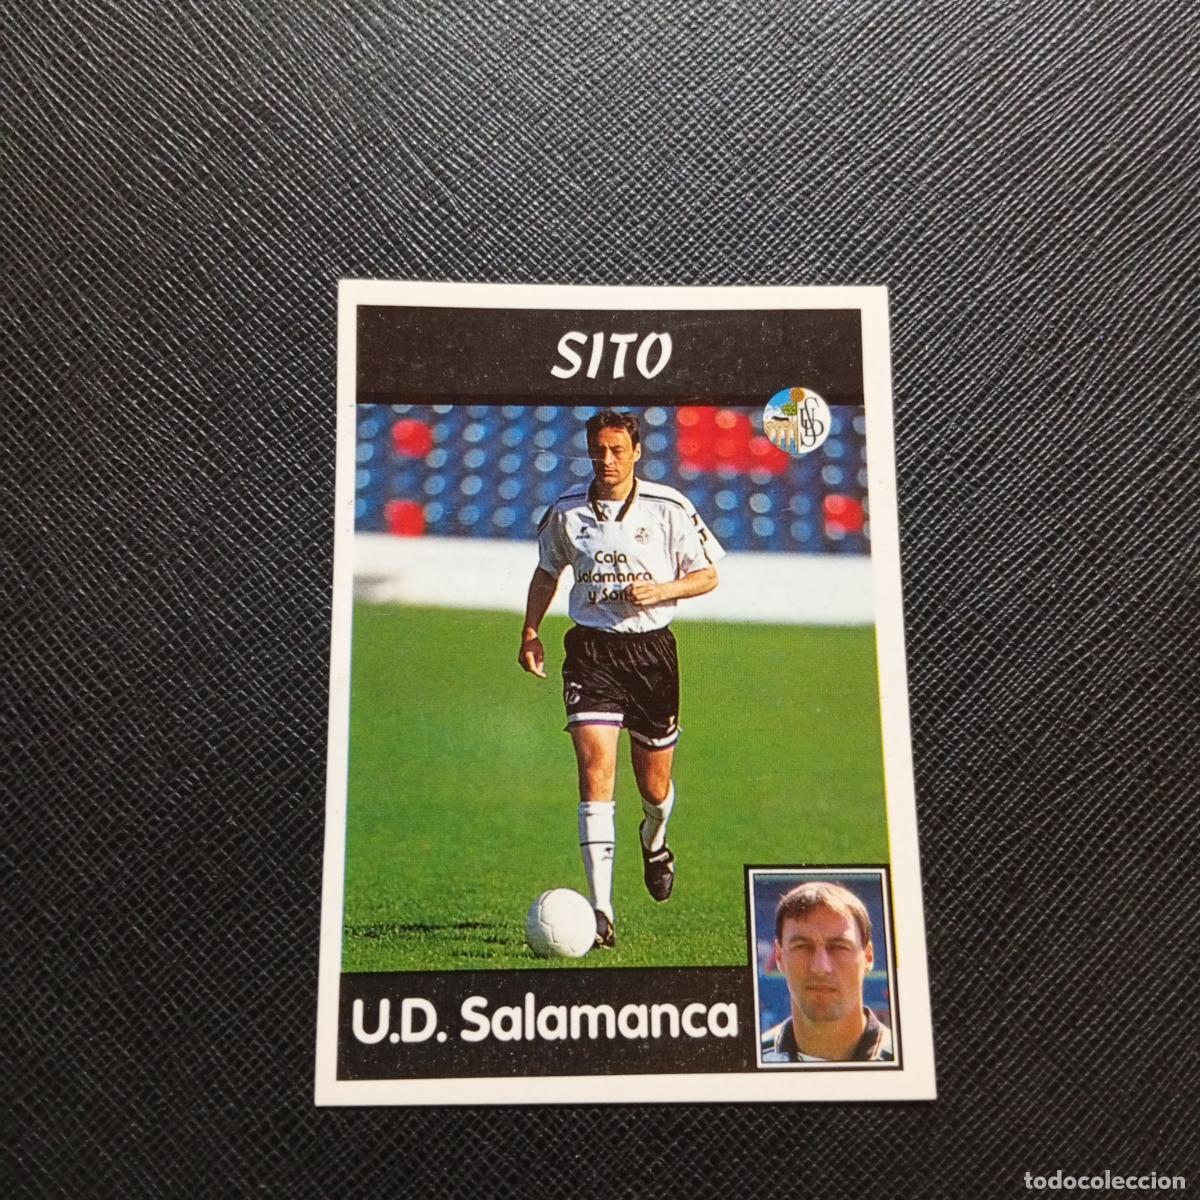 SITO
Caja
Salamanca
y Soria
U.D. Salamanca
todocoleccion